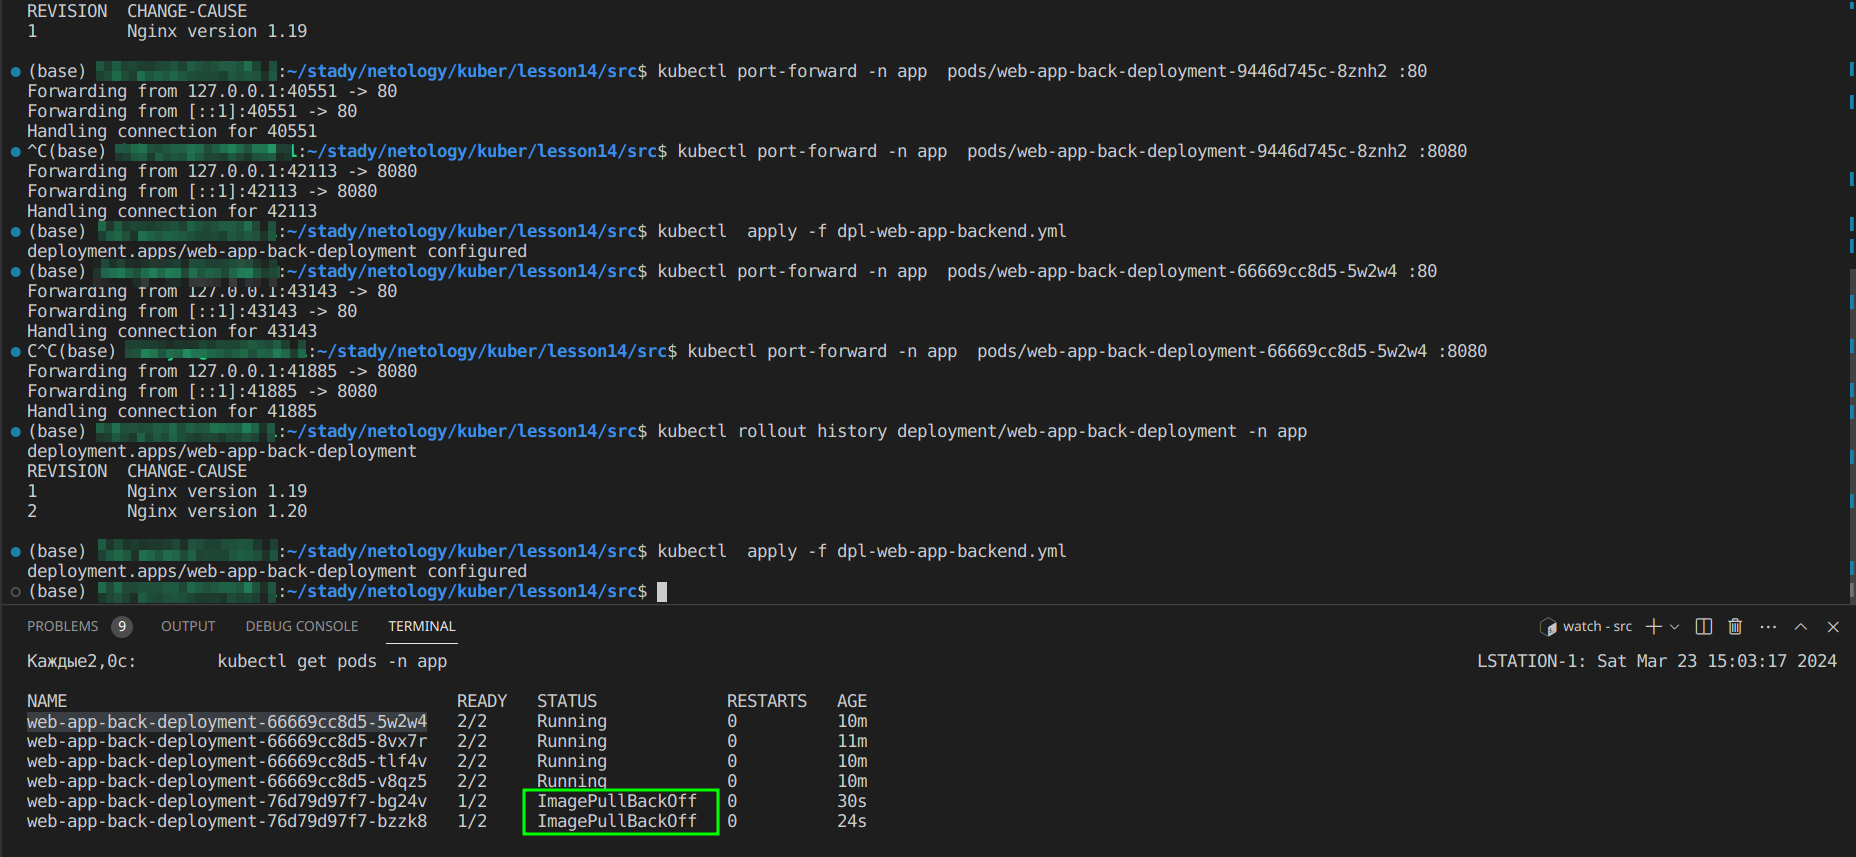 REVISION  CHANGE-CAUSE
1         Nginx version 1.19
(base) :~/stady/netology/kuber/lesson14/src$ kubectl port-forward -n app  pods/web-app-back-deployment-9446d745c-8znh2 :80
Forwarding from 127.0.0.1:40551 -> 80
Forwarding from [::1]:40551 -> 80
Handling connection for 40551
^C(base) :~/stady/netology/kuber/lesson14/src$ kubectl port-forward -n app  pods/web-app-back-deployment-9446d745c-8znh2 :8080
Forwarding from 127.0.0.1:42113 -> 8080
Forwarding from [::1]:42113 -> 8080
Handling connection for 42113
(base) :~/stady/netology/kuber/lesson14/src$ kubectl  apply -f dpl-web-app-backend.yml
deployment.apps/web-app-back-deployment configured
(base) :~/stady/netology/kuber/lesson14/src$ kubectl port-forward -n app  pods/web-app-back-deployment-66669cc8d5-5w2w4 :80
Forwarding from 127.0.0.1:43143 -> 80
Forwarding from [::1]:43143 -> 80
Handling connection for 43143
C^C(base) :~/stady/netology/kuber/lesson14/src$ kubectl port-forward -n app  pods/web-app-back-deployment-66669cc8d5-5w2w4 :8080
Forwarding from 127.0.0.1:41885 -> 8080
Forwarding from [::1]:41885 -> 8080
Handling connection for 41885
(base) :~/stady/netology/kuber/lesson14/src$ kubectl rollout history deployment/web-app-back-deployment -n app
deployment.apps/web-app-back-deployment
REVISION  CHANGE-CAUSE
1         Nginx version 1.19
2         Nginx version 1.20
(base) :~/stady/netology/kuber/lesson14/src$ kubectl  apply -f dpl-web-app-backend.yml
deployment.apps/web-app-back-deployment configured
(base) :~/stady/netology/kuber/lesson14/src$
PROBLEMS 9 OUTPUT DEBUG CONSOLE TERMINAL watch - src
Каждые2,0с: kubectl get pods -n app LSTATION-1: Sat Mar 23 15:03:17 2024
NAME READY STATUS RESTARTS AGE
web-app-back-deployment-66669cc8d5-5w2w4 2/2 Running 0 10m
web-app-back-deployment-66669cc8d5-8vx7r 2/2 Running 0 11m
web-app-back-deployment-66669cc8d5-tlf4v 2/2 Running 0 10m
web-app-back-deployment-66669cc8d5-v8qz5 2/2 Running 0 10m
web-app-back-deployment-76d79d97f7-bg24v 1/2 ImagePullBackOff 0 30s
web-app-back-deployment-76d79d97f7-bzzk8 1/2 ImagePullBackOff 0 24s